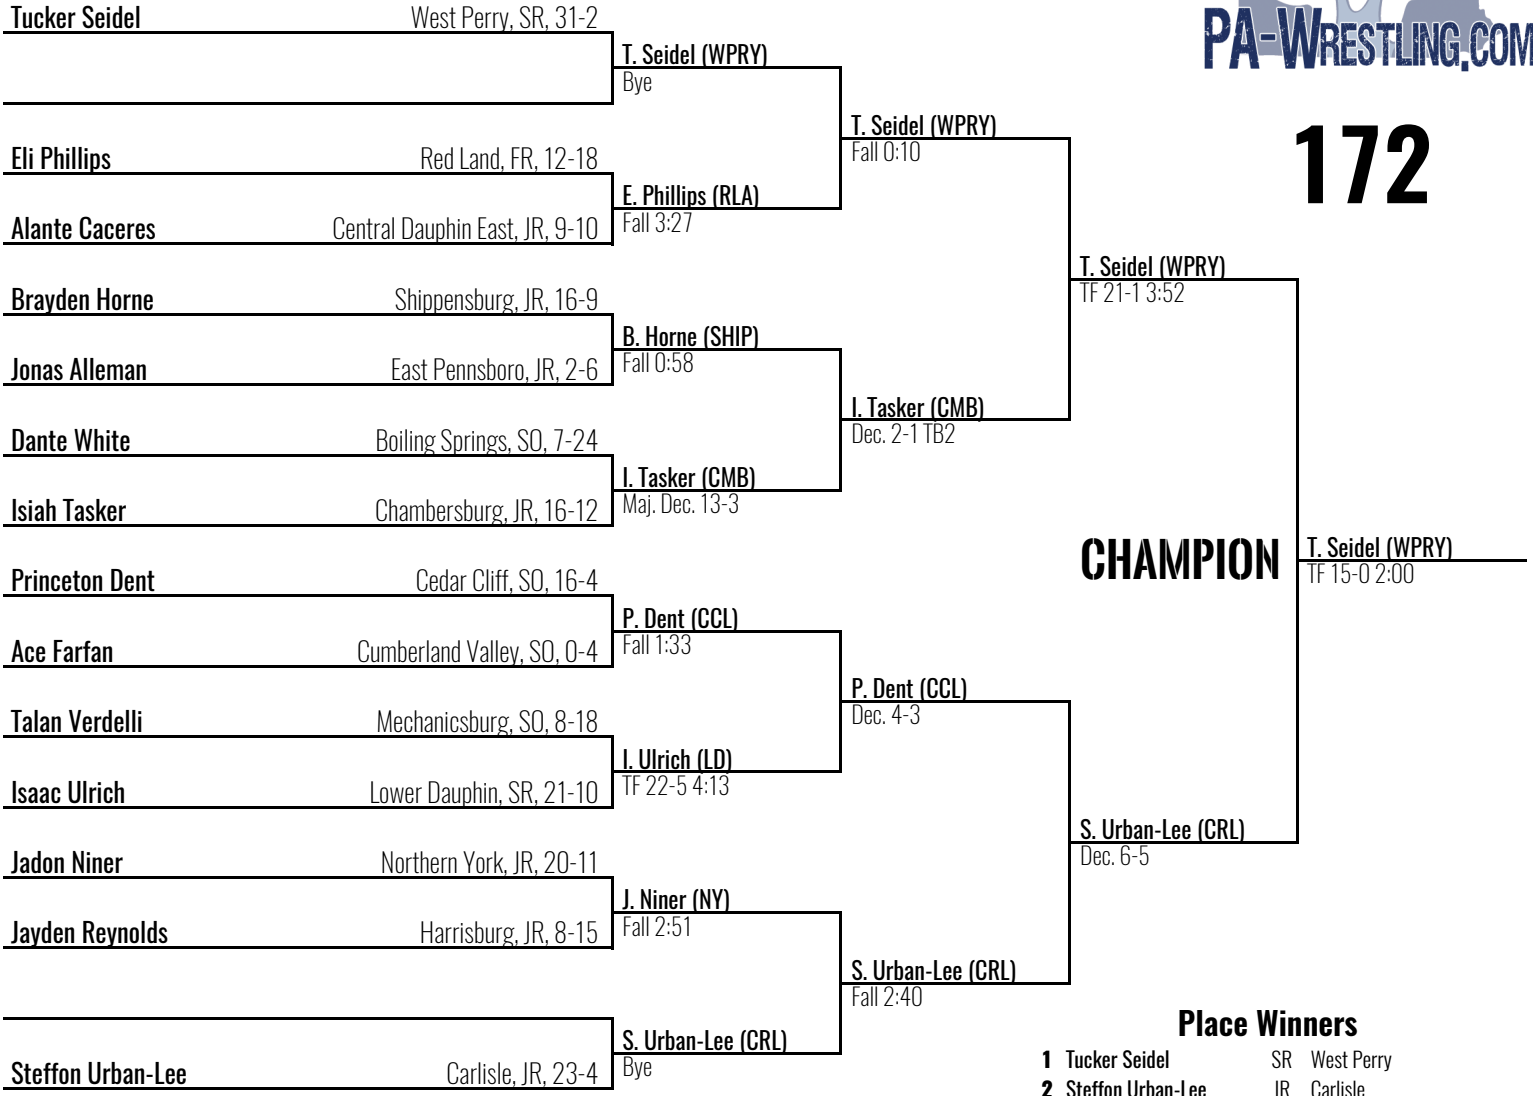 PA-WRESTLING.COM
172
Tucker Seidel West Perry, SR, 31-2
T. Seidel (WPRY)
Bye
Eli Phillips Red Land, FR, 12-18
E. Phillips (RLA)
Fall 3:27
Alante Caceres Central Dauphin East, JR, 9-10
T. Seidel (WPRY)
Fall 0:10
Brayden Horne Shippensburg, JR, 16-9
B. Horne (SHIP)
Fall 0:58
Jonas Alleman East Pennsboro, JR, 2-6
Dante White Boiling Springs, SO, 7-24
I. Tasker (CMB)
Maj. Dec. 13-3
Isiah Tasker Chambersburg, JR, 16-12
I. Tasker (CMB)
Dec. 2-1 TB2
T. Seidel (WPRY)
TF 21-1 3:52
Princeton Dent Cedar Cliff, SO, 16-4
P. Dent (CCL)
Fall 1:33
Ace Farfan Cumberland Valley, SO, 0-4
Talan Verdelli Mechanicsburg, SO, 8-18
I. Ulrich (LD)
TF 22-5 4:13
Isaac Ulrich Lower Dauphin, SR, 21-10
P. Dent (CCL)
Dec. 4-3
Jadon Niner Northern York, JR, 20-11
J. Niner (NY)
Fall 2:51
Jayden Reynolds Harrisburg, JR, 8-15
S. Urban-Lee (CRL)
Bye
Steffon Urban-Lee Carlisle, JR, 23-4
S. Urban-Lee (CRL)
Fall 2:40
S. Urban-Lee (CRL)
Dec. 6-5
CHAMPION
T. Seidel (WPRY)
TF 15-0 2:00
Place Winners
1 Tucker Seidel SR West Perry
2 Steffon Urban-Lee JR Carlisle